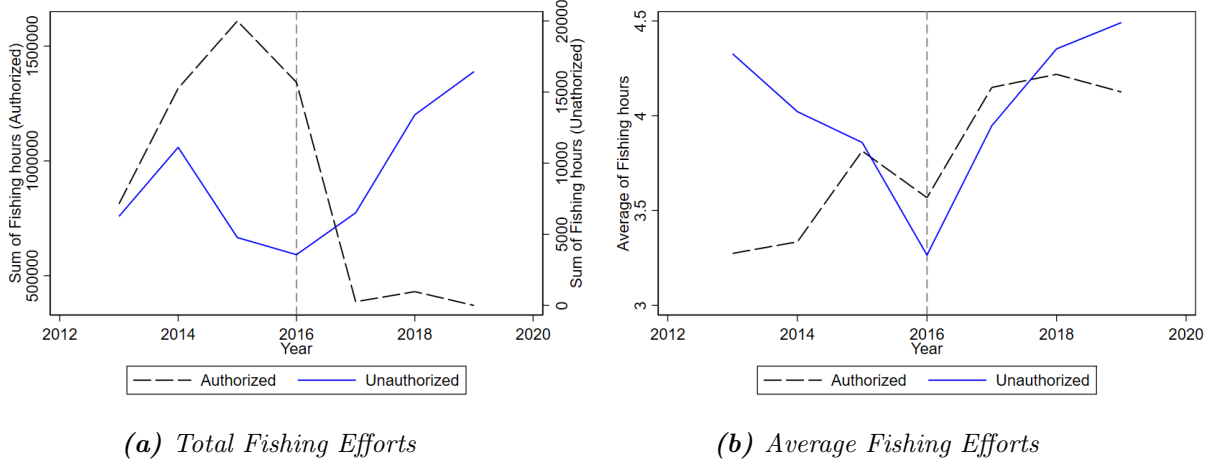 Sum of Fishing hours (Authorized)
1500000
1000000
500000
20000
15000
10000
5000
0
Sum of Fishing hours (Unathorized)
2012 2014 2016 2018 2020
Year
Authorized Unauthorized
(a) Total Fishing Efforts
Average of Fishing hours
4.5
4
3.5
3
2012 2014 2016 2018 2020
Year
Authorized Unauthorized
(b) Average Fishing Efforts